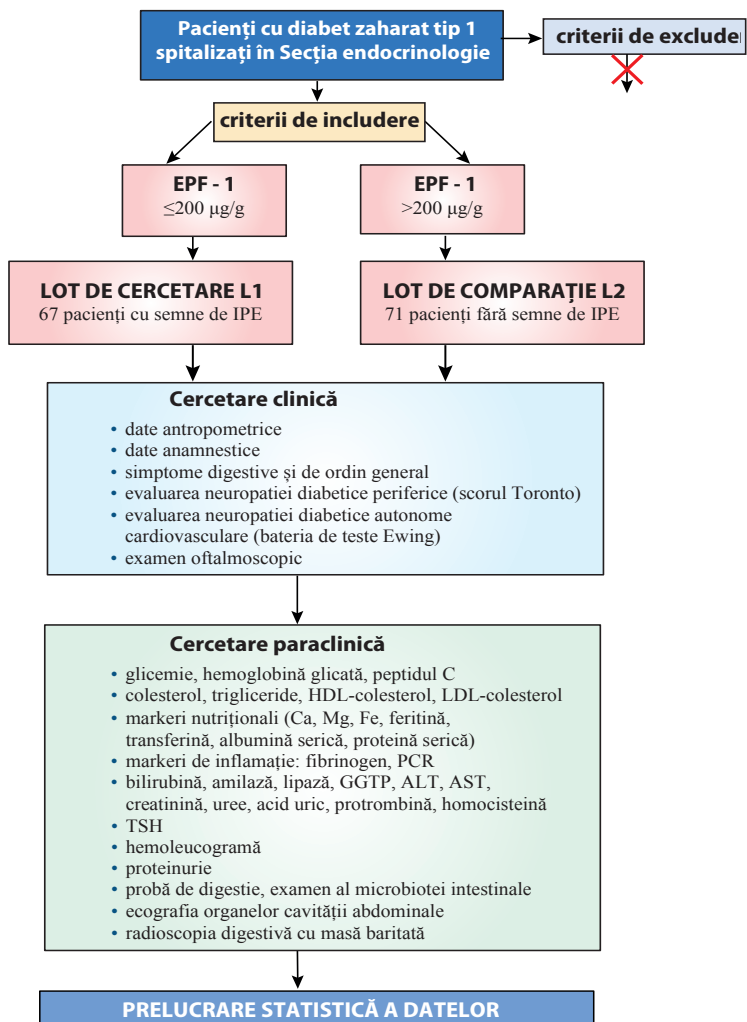 Pacienți cu diabet zaharat tip 1
spitalizați în Secția endocrinologie
criterii de exclude
criterii de includere
EPF - 1
≤200 μg/g
EPF - 1
>200 μg/g
LOT DE CERCETARE L1
67 pacienți cu semne de IPE
LOT DE COMPARAȚIE L2
71 pacienți fără semne de IPE
Cercetare clinică
• date antropometrice
• date anamnestice
• simptome digestive și de ordin general
• evaluarea neuropatiei diabetice periferice (scorul Toronto)
• evaluarea neuropatiei diabetice autonome
cardiovasculare (bateria de teste Ewing)
• examen oftalmoscopic
Cercetare paraclinică
• glicemie, hemoglobină glicată, peptidul C
• colesterol, trigliceride, HDL-colesterol, LDL-colesterol
• markeri nutriționali (Ca, Mg, Fe, feritină,
transferină, albumină serică, proteină serică)
• markeri de inflamație: fibrinogen, PCR
• bilirubină, amilază, lipază, GGTP, ALT, AST,
creatinină, uree, acid uric, protrombină, homocisteină
• TSH
• hemoleucogramă
• proteinurie
• probă de digestie, examen al microbiotei intestinale
• ecografia organelor cavității abdominale
• radioscopia digestivă cu masă baritată
PRELUCRARE STATISTICĂ A DATELOR